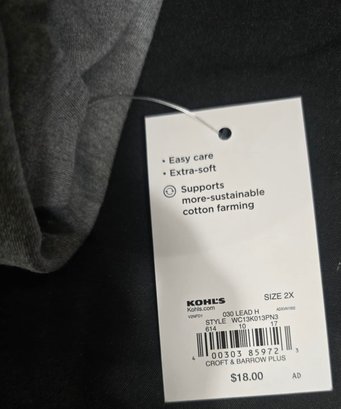 • Easy care
• Extra-soft
Supports
more-sustainable
cotton farming
KOHL'S SIZE 2X
Kohls.com
030 LEAD H
STYLE WC13K013PN3
614 10 17
4 00303 85972 3
CROFT & BARROW PLUS
$18.00 AD